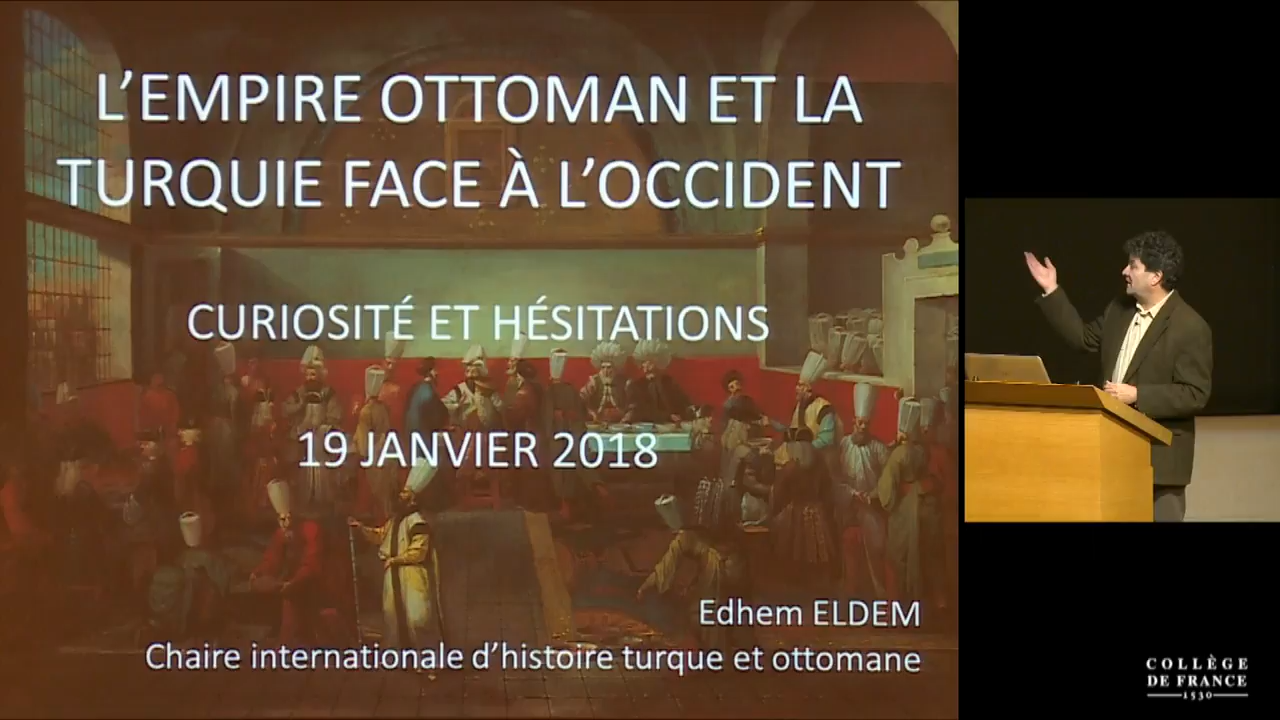 L’EMPIRE OTTOMAN ET LA
TURQUIE FACE À L’OCCIDENT
CURIOSITÉ ET HÉSITATIONS
19 JANVIER 2018
Edhem ELDEM
Chaire internationale d’histoire turque et ottomane
COLLÈGE
DE FRANCE
1530